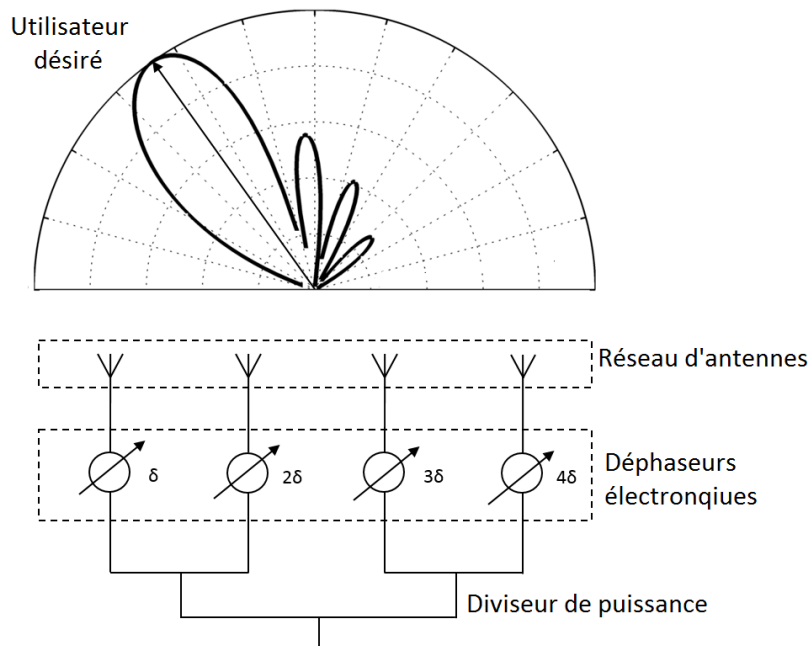 Utilisateur
désiré
Réseau d'antennes
δ
2δ
3δ
4δ
Déphaseurs
électronqiues
Diviseur de puissance